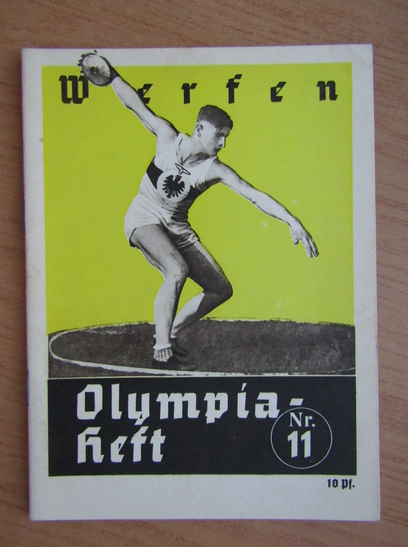 Werfen
Olympia-
Heft
Nr.
11
10 Pf.